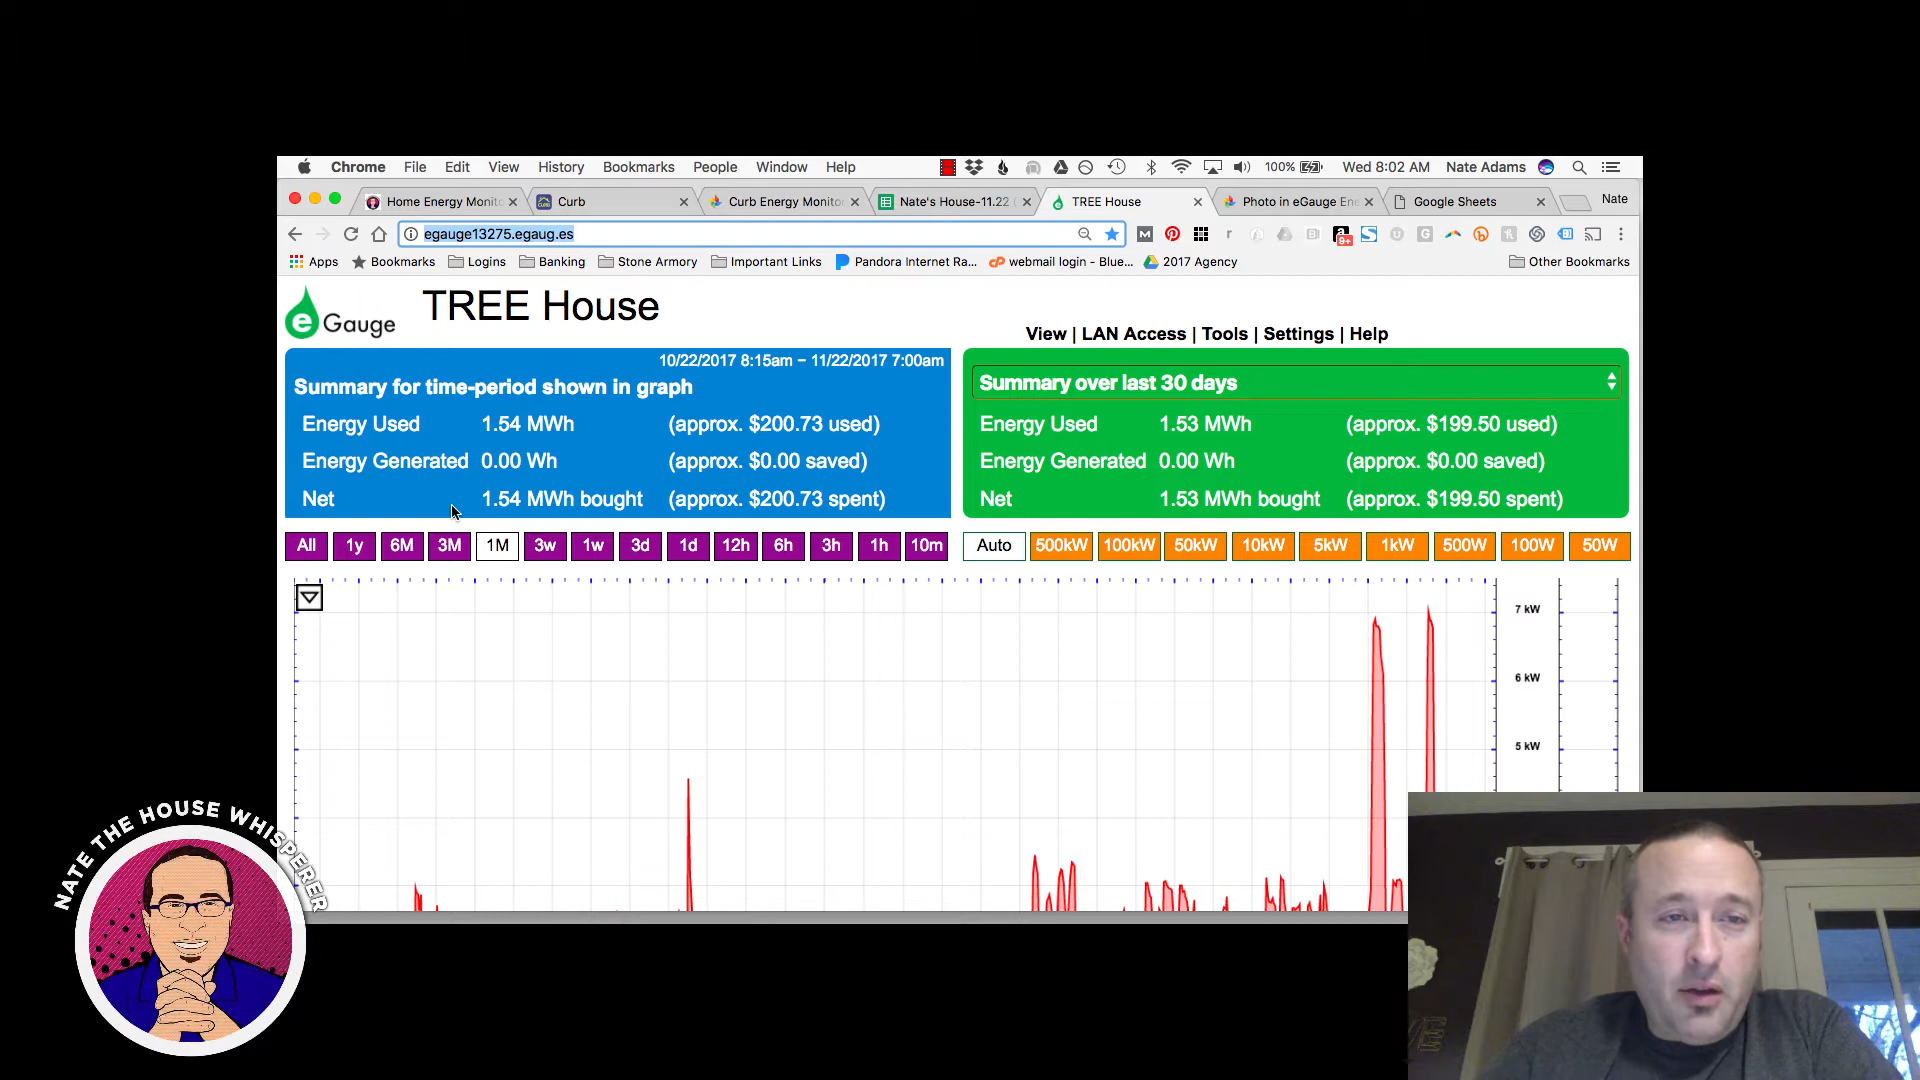 Chrome File Edit View History Bookmarks People Window Help 100% Wed 8:02 AM Nate Adams
Home Energy Monito Curb Curb Energy Monito Nate's House-11.22 ( TREE House Photo in eGauge Ene Google Sheets Nate
egauge13275.egaug.es
Apps Bookmarks Logins Banking Stone Armory Important Links Pandora Internet Ra... webmail login - Blue... 2017 Agency Other Bookmarks
eGauge
TREE House
View | LAN Access | Tools | Settings | Help
10/22/2017 8:15am – 11/22/2017 7:00am
Summary for time-period shown in graph
Energy Used 1.54 MWh (approx. $200.73 used)
Energy Generated 0.00 Wh (approx. $0.00 saved)
Net 1.54 MWh bought (approx. $200.73 spent)
Summary over last 30 days
Energy Used 1.53 MWh (approx. $199.50 used)
Energy Generated 0.00 Wh (approx. $0.00 saved)
Net 1.53 MWh bought (approx. $199.50 spent)
All 1y 6M 3M 1M 3w 1w 3d 1d 12h 6h 3h 1h 10m
Auto 500kW 100kW 50kW 10kW 5kW 1kW 500W 100W 50W
7 kW
6 kW
5 kW
NATE THE HOUSE WHISPERER